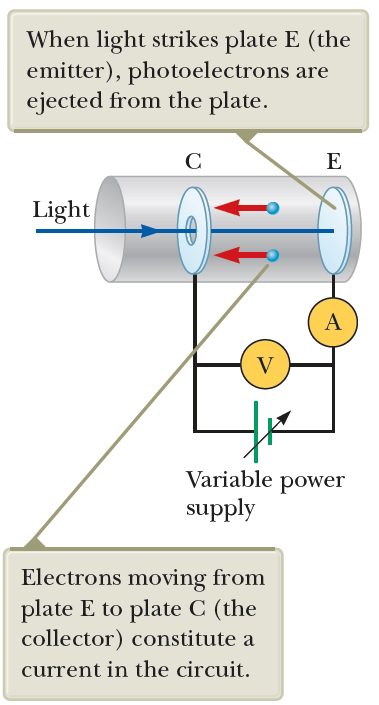 When light strikes plate E (the
emitter), photoelectrons are
ejected from the plate.
C
E
Light
A
V
Variable power
supply
Electrons moving from
plate E to plate C (the
collector) constitute a
current in the circuit.